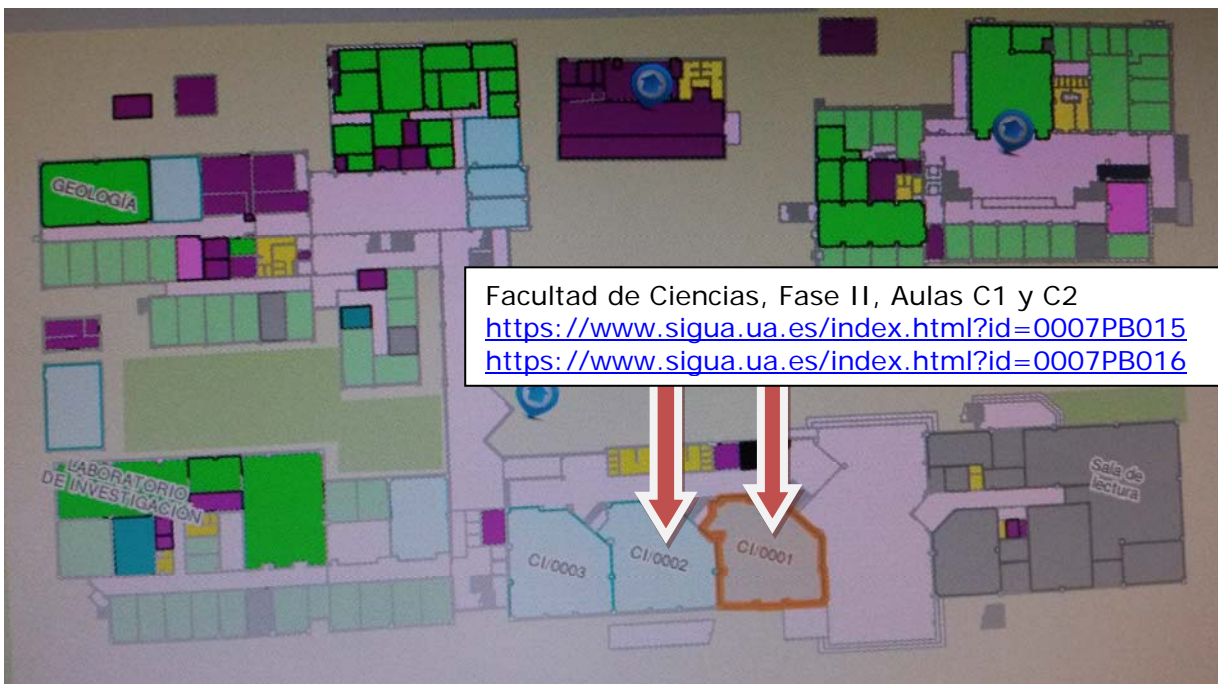 GEOLOGÍA
Facultad de Ciencias, Fase II, Aulas C1 y C2
https://www.sigua.ua.es/index.html?id=0007PB015
https://www.sigua.ua.es/index.html?id=0007PB016
LABORATORIO
DE INVESTIGACIÓN
Sala de
lectura
CI/0003
CI/0002
CI/0001